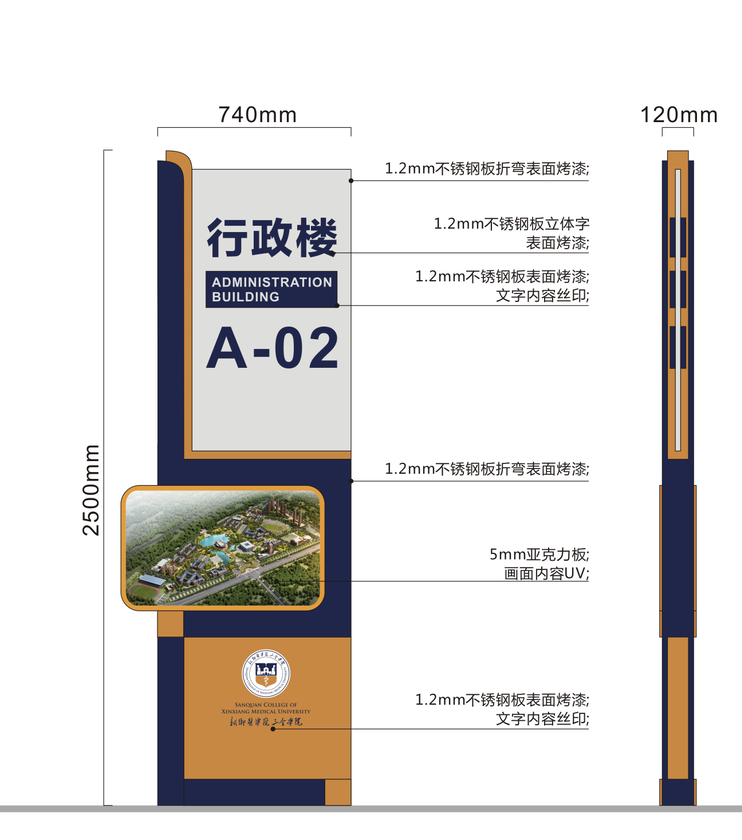 740mm
120mm
1.2mm不锈钢板折弯表面烤漆;
行政楼
1.2mm不锈钢板立体字
表面烤漆;
ADMINISTRATION
BUILDING
1.2mm不锈钢板表面烤漆;
文字内容丝印;
A-02
2500mm
1.2mm不锈钢板折弯表面烤漆;
5mm亚克力板;
画面内容UV;
SANQUAN COLLEGE OF
XINXIANG MEDICAL UNIVERSITY
新乡医学院三全学院
1.2mm不锈钢板表面烤漆;
文字内容丝印;